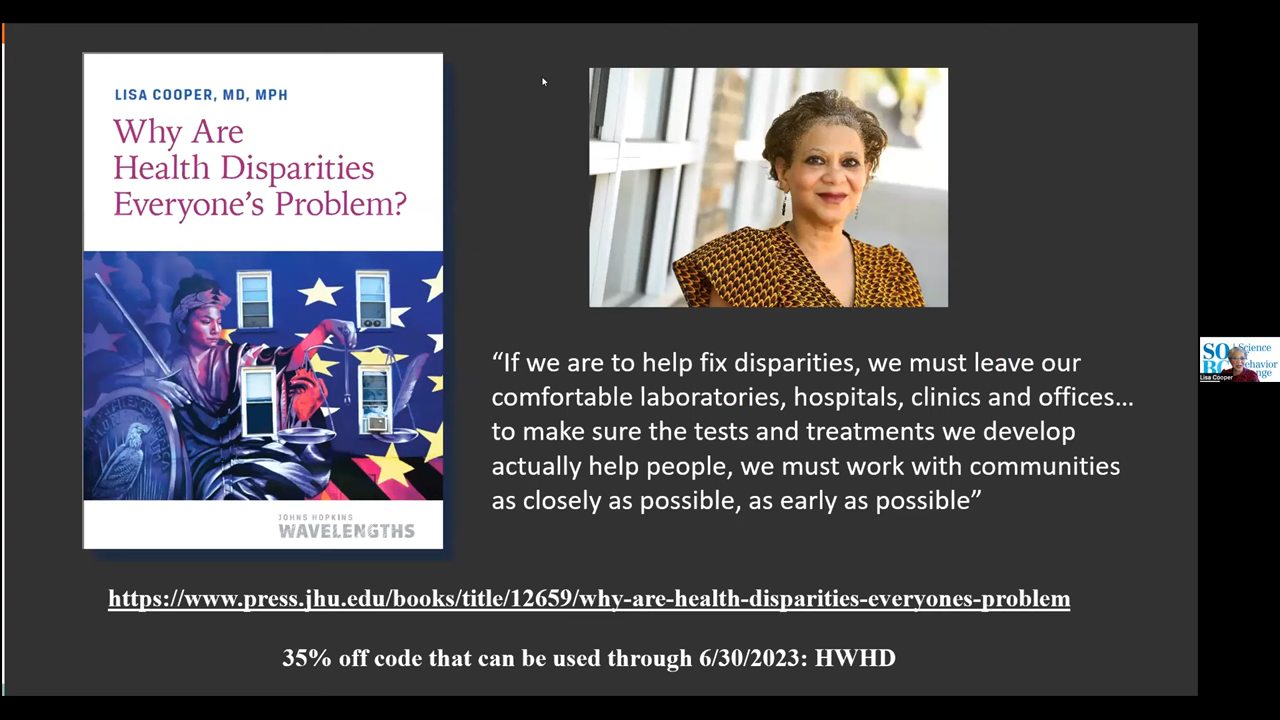 LISA COOPER, MD, MPH
Why Are
Health Disparities
Everyone's Problem?
JOHNS HOPKINS
WAVELENGTHS
“If we are to help fix disparities, we must leave our
comfortable laboratories, hospitals, clinics and offices...
to make sure the tests and treatments we develop
actually help people, we must work with communities
as closely as possible, as early as possible”
https://www.press.jhu.edu/books/title/12659/why-are-health-disparities-everyones-problem
35% off code that can be used through 6/30/2023: HWHD
SO Science
Lisa Cooper